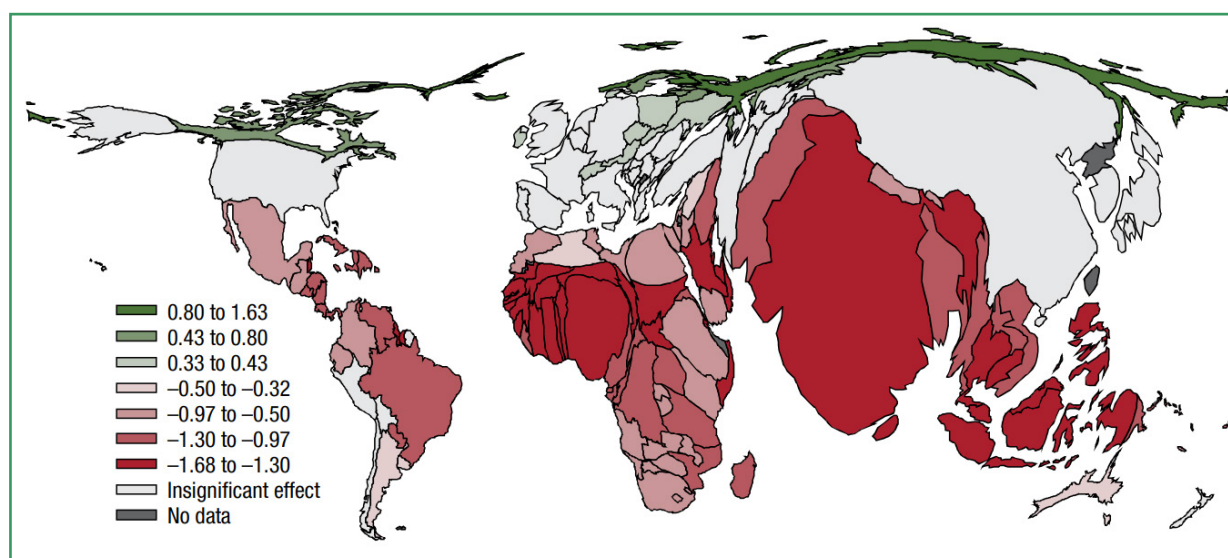 0.80 to 1.63
0.43 to 0.80
0.33 to 0.43
–0.50 to –0.32
–0.97 to –0.50
–1.30 to –0.97
–1.68 to –1.30
Insignificant effect
No data